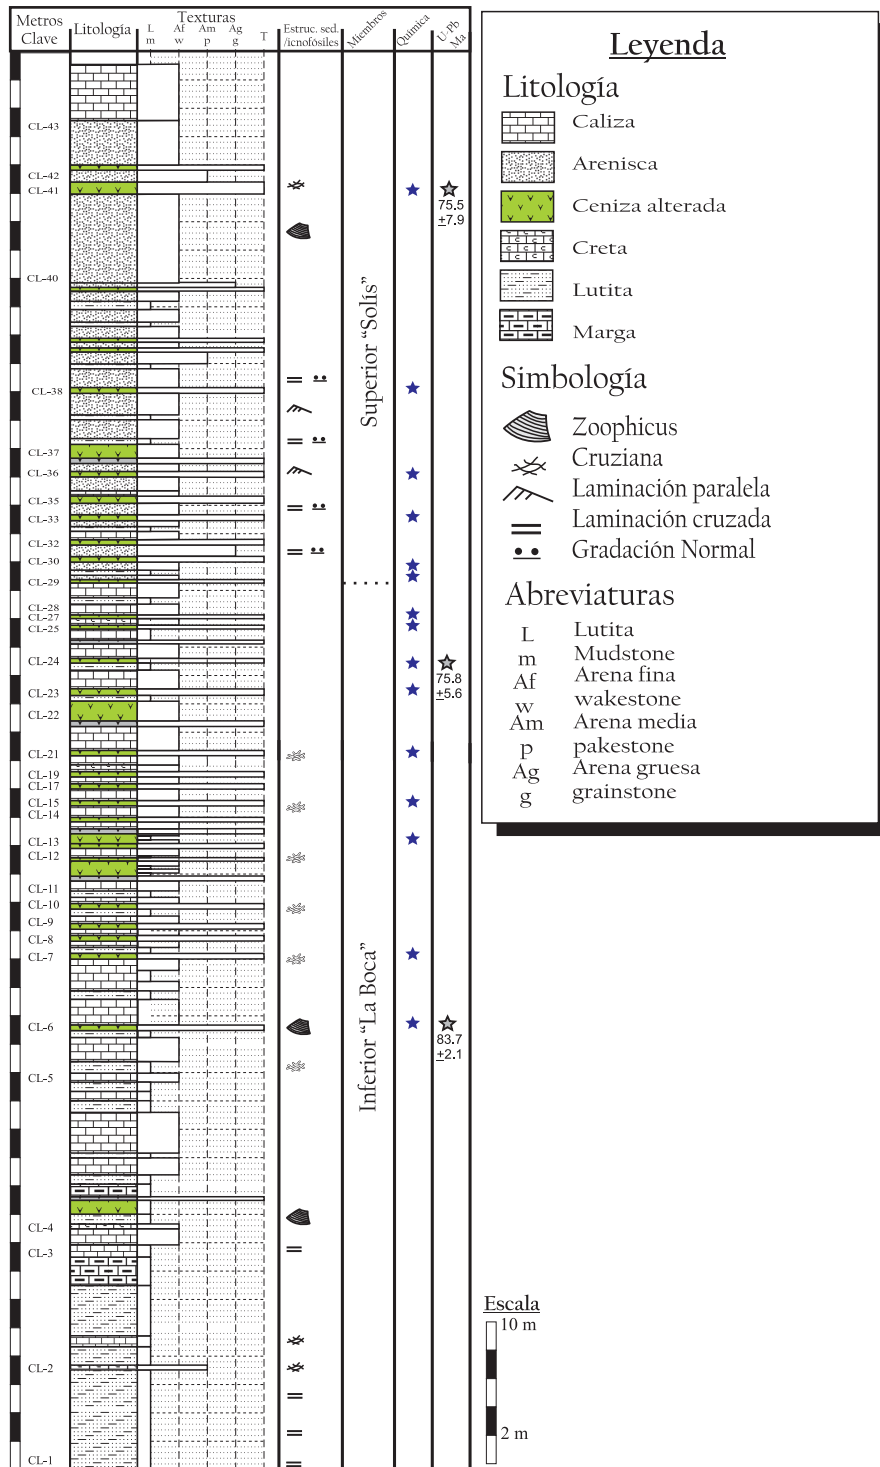 Metros
Clave
Litología
Texturas
L Af Am Ag T
m w p g
Estruc. sed.
/icnofósiles
Miembros
Química
U-Pb
Ma
CL-43
CL-42
CL-41
75.5
±7.9
CL-40
Superior “Solís”
CL-38
CL-37
CL-36
CL-35
CL-33
CL-32
CL-30
CL-29
CL-28
CL-27
CL-25
CL-24
75.8
±5.6
CL-23
CL-22
CL-21
CL-19
CL-17
CL-15
CL-14
CL-13
CL-12
CL-11
CL-10
CL-9
CL-8
CL-7
Inferior “La Boca”
CL-6
83.7
±2.1
CL-5
CL-4
CL-3
CL-2
CL-1
Leyenda
Litología
Caliza
Arenisca
Ceniza alterada
Creta
Lutita
Marga
Simbología
Zoophicus
Cruziana
Laminación paralela
Laminación cruzada
Gradación Normal
Abreviaturas
L Lutita
m Mudstone
Af Arena fina
w wakestone
Am Arena media
p pakestone
Ag Arena gruesa
g grainstone
Escala
10 m
2 m